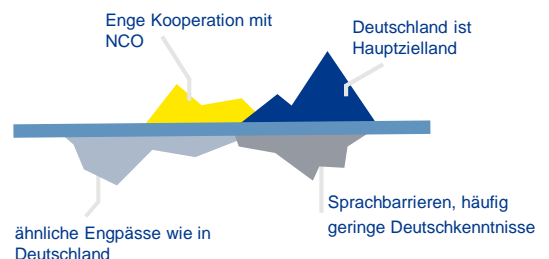 Enge Kooperation mit
NCO
Deutschland ist
Hauptzielland
ähnliche Engpässe wie in
Deutschland
Sprachbarrieren, häufig
geringe Deutschkenntnisse